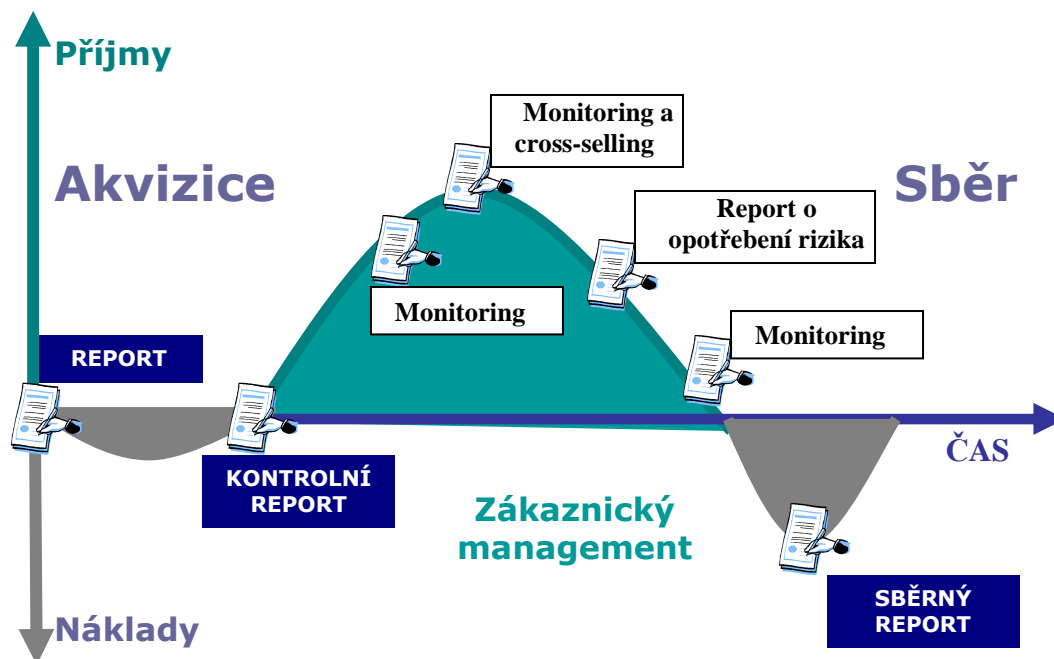 Příjmy
Monitoring a
cross-selling
Akvizice
Sběr
Report o
opotřebení rizika
Monitoring
Monitoring
REPORT
ČAS
KONTROLNÍ
REPORT
Zákaznický
management
SBĚRNÝ
REPORT
Náklady